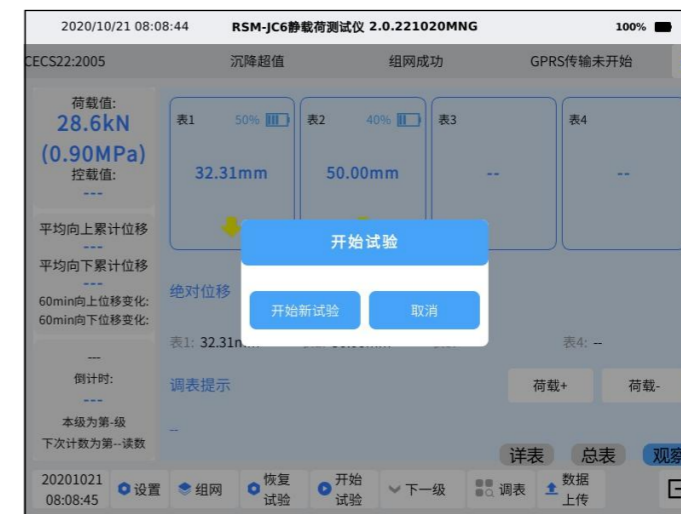 2020/10/21 08:08:44 RSM-JC6静载荷测试仪 2.0.221020MNG 100%
CECS22:2005 沉降超值 组网成功 GPRS传输未开始
荷载值:
28.6kN
(0.90MPa)
控载值:
---
表1 50% 表2 40% 表3 表4
32.31mm 50.00mm -- --
平均向上累计位移
---
平均向下累计位移
---
60min向上位移变化:
60min向下位移变化:
开始试验
开始新试验 取消
绝对位移
表1: 32.31 表4: --
---
倒计时:
---
本级为第-级
下次计数为第--读数
调表提示
荷载+ 荷载-
--
详表 总表 观察
20201021
08:08:45
设置 组网 恢复
试验
开始
试验
下一级 调表 数据
上传